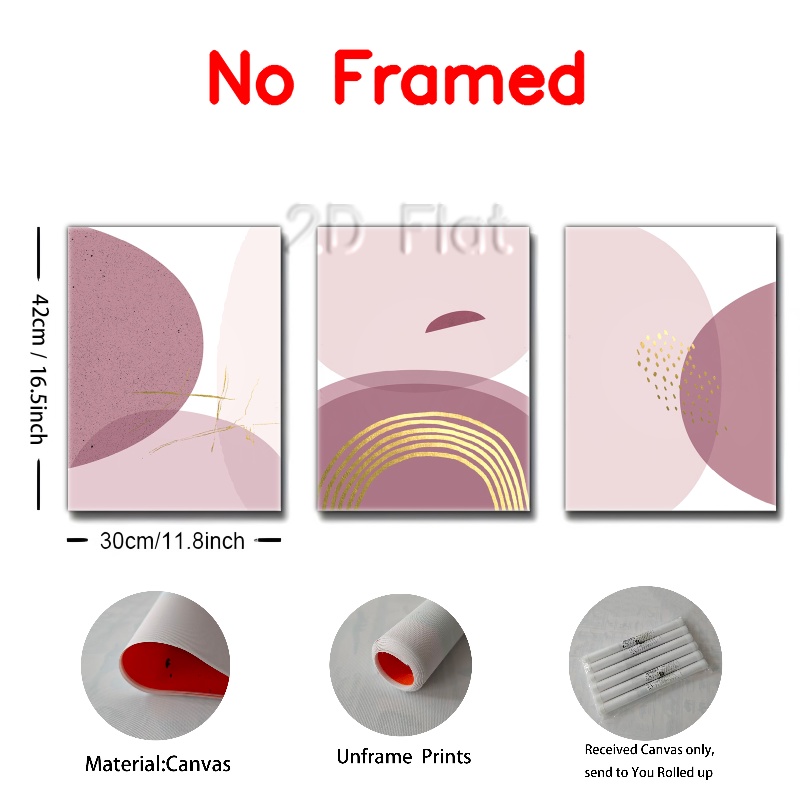 No Framed
2.D Flat.
42cm / 16.5inch
30cm/11.8inch
Material:Canvas
Unframe Prints
Received Canvas only,
send to You Rolled up